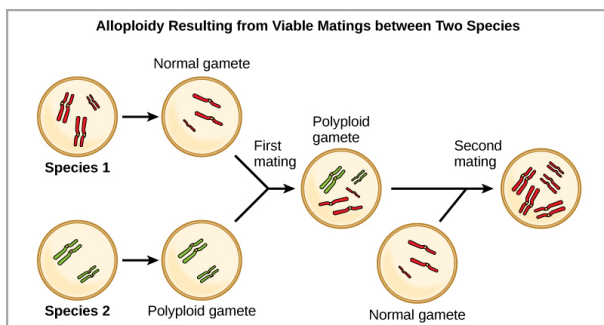 Alloploidy Resulting from Viable Matings between Two Species
Normal gamete
Species 1
First
mating
Polyploid
gamete
Second
mating
Species 2
Polyploid gamete
Normal gamete